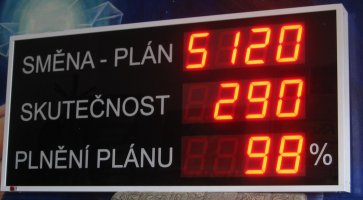 SMĚNA - PLÁN 5120
SKUTEČNOST 290
PLNĚNÍ PLÁNU 98 %